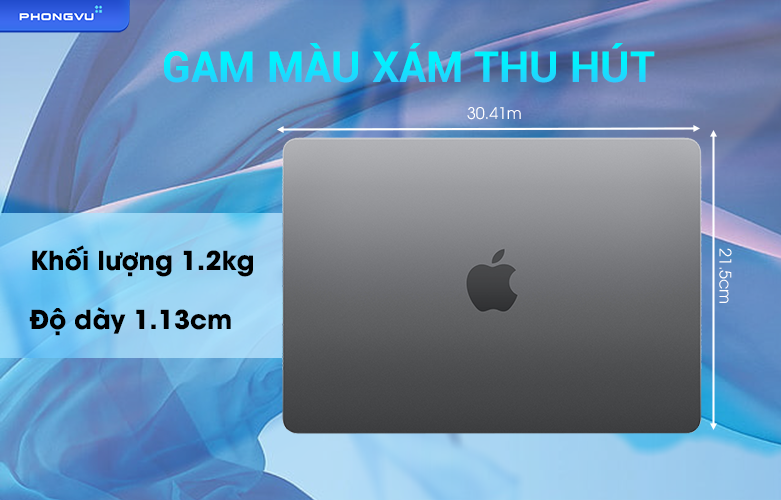 PHONGVU
GAM MÀU XÁM THU HÚT
30.41m
21.5cm
Khối lượng 1.2kg
Độ dày 1.13cm